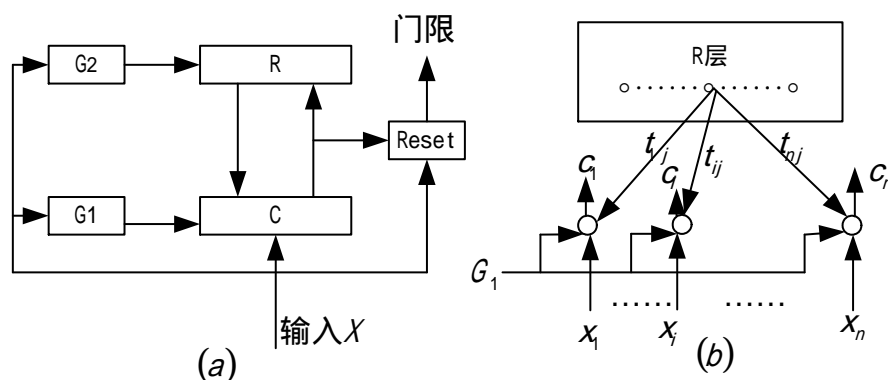 门限
G2
R
Reset
G1
C
输入X
(a)
R层
t1j
tij
tnj
c1
ci
cn
G1
x1
xi
xn
(b)